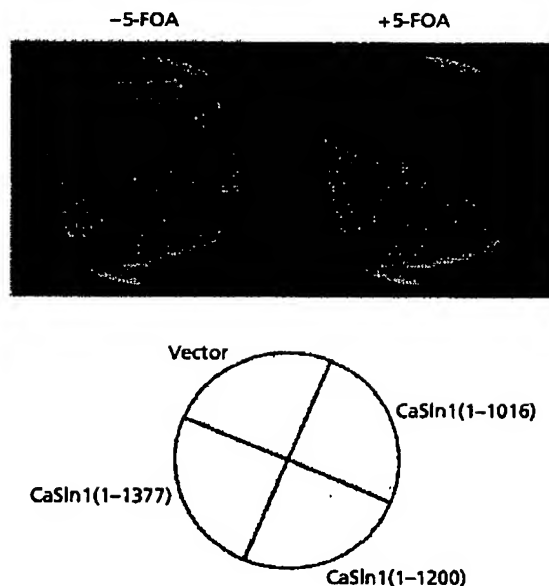 −5-FOA
+5-FOA
Vector
CaSln1(1–1016)
CaSln1(1–1377)
CaSln1(1–1200)